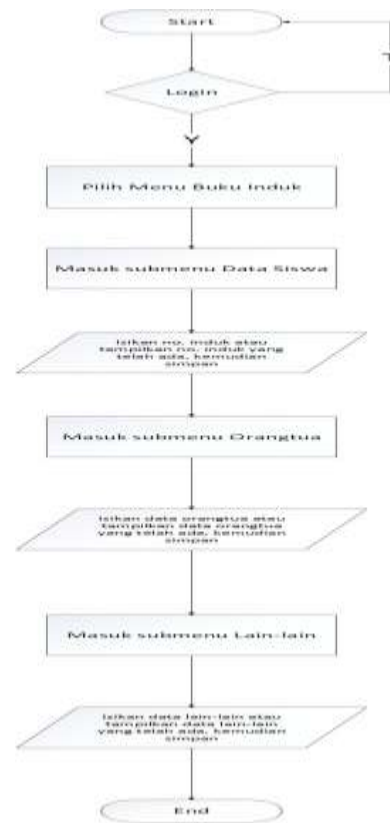 Start
Login
T
Y
Pilih Menu Buku Induk
Masuk submenu Data Siswa
Isikan no. induk atau
tampilkan no. induk yang
telah ada, kemudian
simpan
Masuk submenu Orangtua
Isikan data orangtua atau
tampilkan data orangtua
yang telah ada, kemudian
simpan
Masuk submenu Lain-lain
Isikan data lain-lain atau
tampilkan data lain-lain
yang telah ada, kemudian
simpan
End